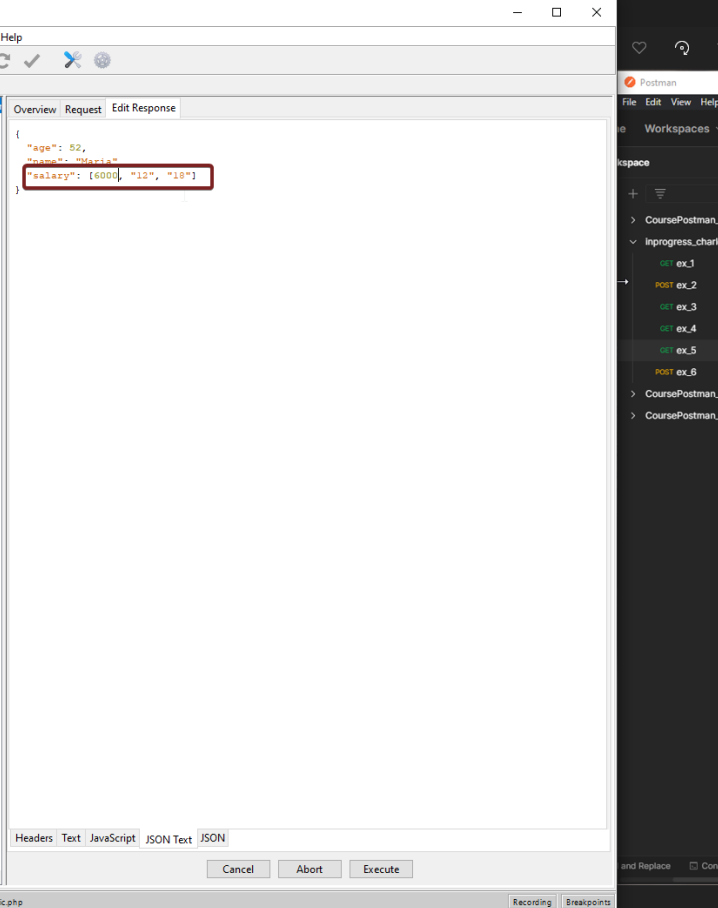 Help
Postman
File Edit View Help
Workspaces
Overview Request Edit Response
{
"age": 52,
"name": "Maria"
"salary": [6000, "12", "18"]
}
CoursePostman_
GET ex_1
POST ex_2
GET ex_3
GET ex_4
GET ex_5
POST ex_6
CoursePostman_
CoursePostman_
Headers Text JavaScript JSON Text JSON
Cancel Abort Execute
and Replace
Recording Breakpoints